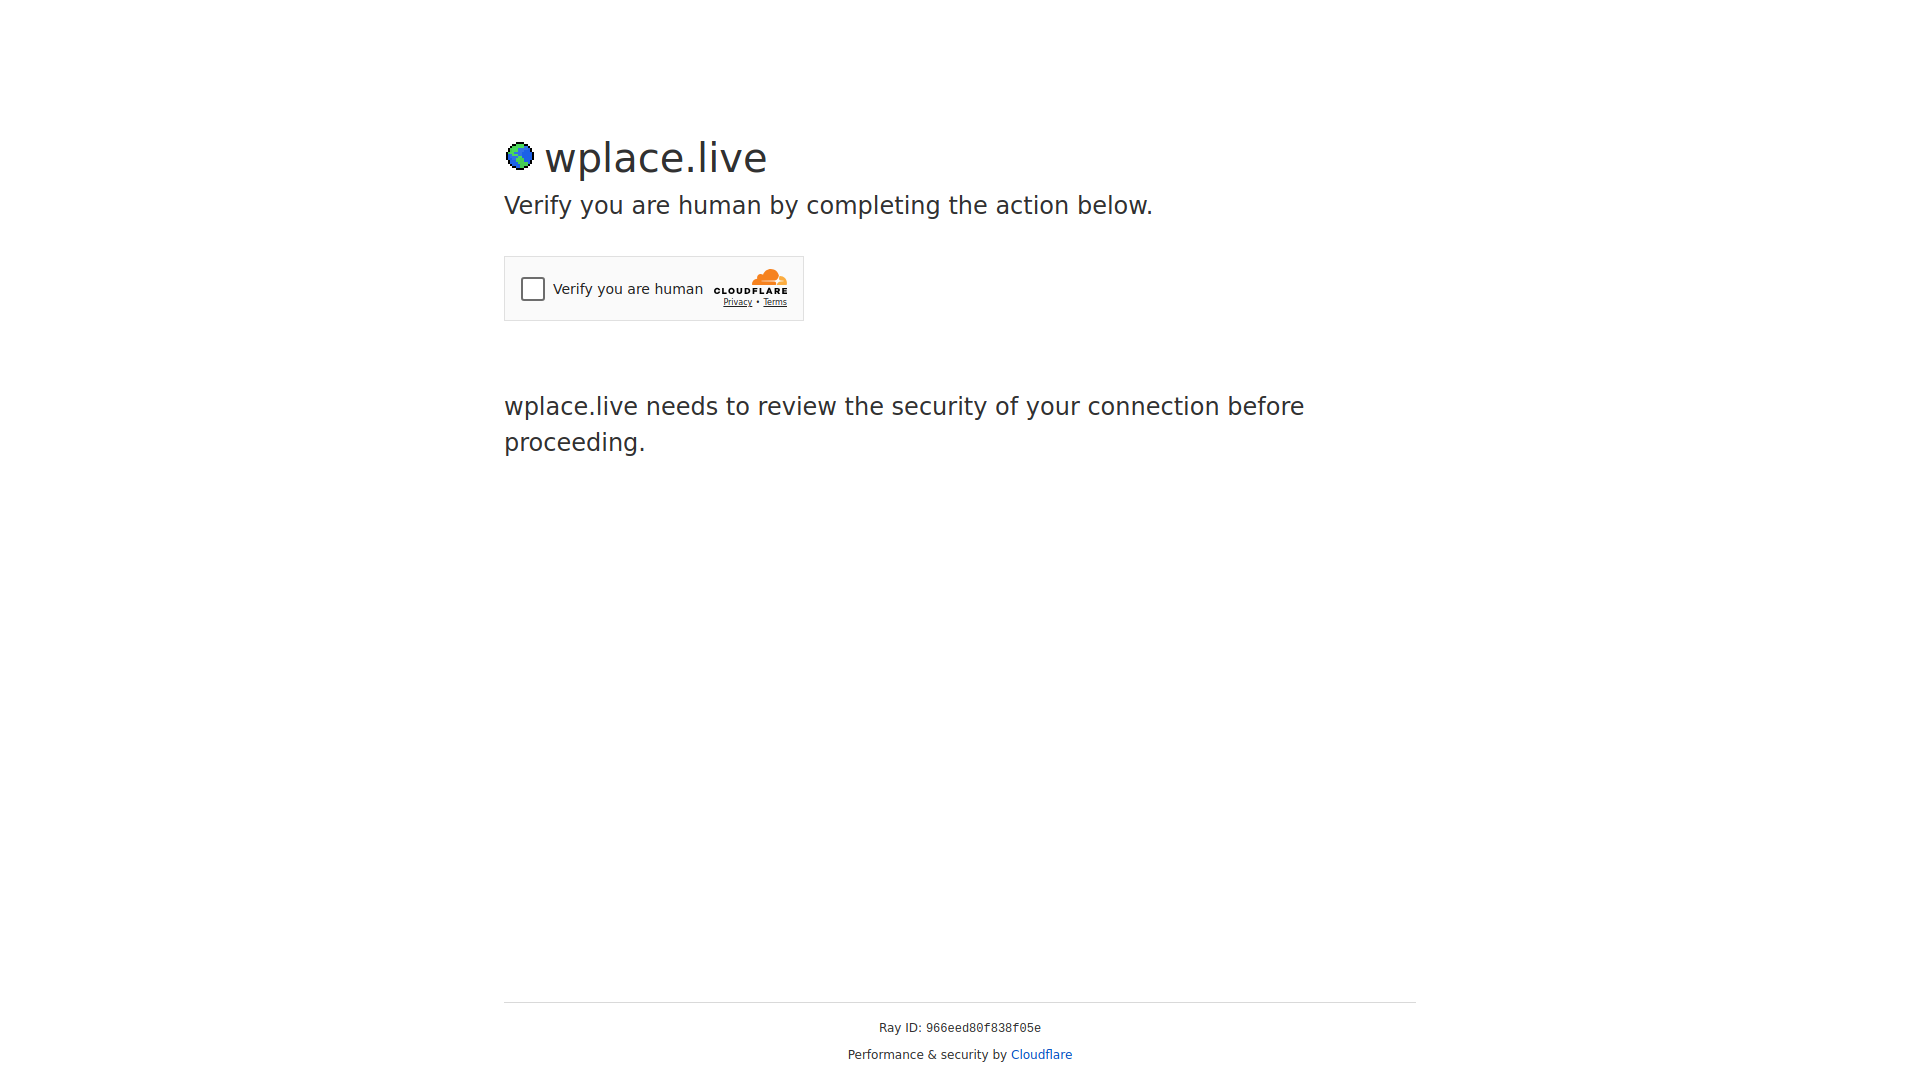 wplace.live
Verify you are human by completing the action below.
Verify you are human
CLOUDFLARE
Privacy • Terms
wplace.live needs to review the security of your connection before
proceeding.
Ray ID: 966eed80f838f05e
Performance & security by Cloudflare